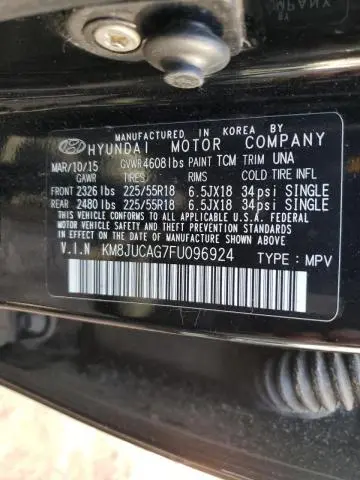 MANUFACTURED IN KOREA BY
HYUNDAI MOTOR COMPANY
MAR/10/15 GVWR4608lbs PAINT TCM TRIM UNA
GAWR TIRES RIMS COLD TIRE INFL
FRONT 2326 lbs 225/55R18 6.5JX18 34psi SINGLE
REAR 2480 lbs 225/55R18 6.5JX18 34psi SINGLE
THIS VEHICLE CONFORMS TO ALL APPLICABLE U.S.A. FEDERAL
MOTOR VEHICLE SAFETY AND THEFT PREVENTION STANDARDS
IN EFFECT ON THE DATE OF MANUFACTURE SHOWN ABOVE.
V.I.N KM8JUCAG7FU096924 TYPE : MPV